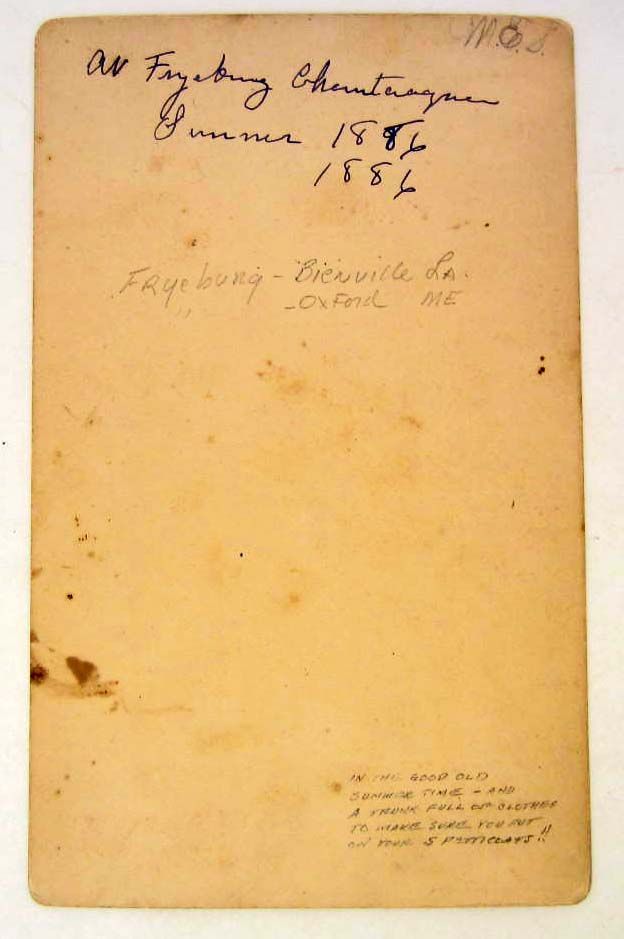 M.E.S.
At Fryeburg Chautauqua
Summer 1886
1886
Fryeburg - Bienville LA.
" - Oxford ME
IN THE GOOD OLD
SUMMER TIME - AND
A TRUNK FULL OF CLOTHES
TO MAKE SURE YOU PUT
ON YOUR 5 PETTICOATS!!